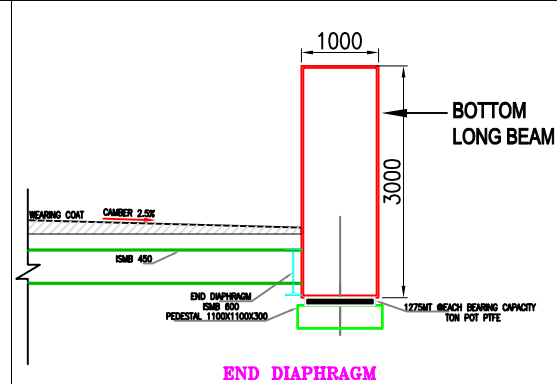 1000
BOTTOM
LONG BEAM
3000
WEARING COAT
CAMBER 2.5%
ISMB 450
END DIAPHRAGM
ISMB 600
PEDESTAL 1100X1100X300
1275MT @EACH BEARING CAPACITY
TON POT PTFE
END DIAPHRAGM